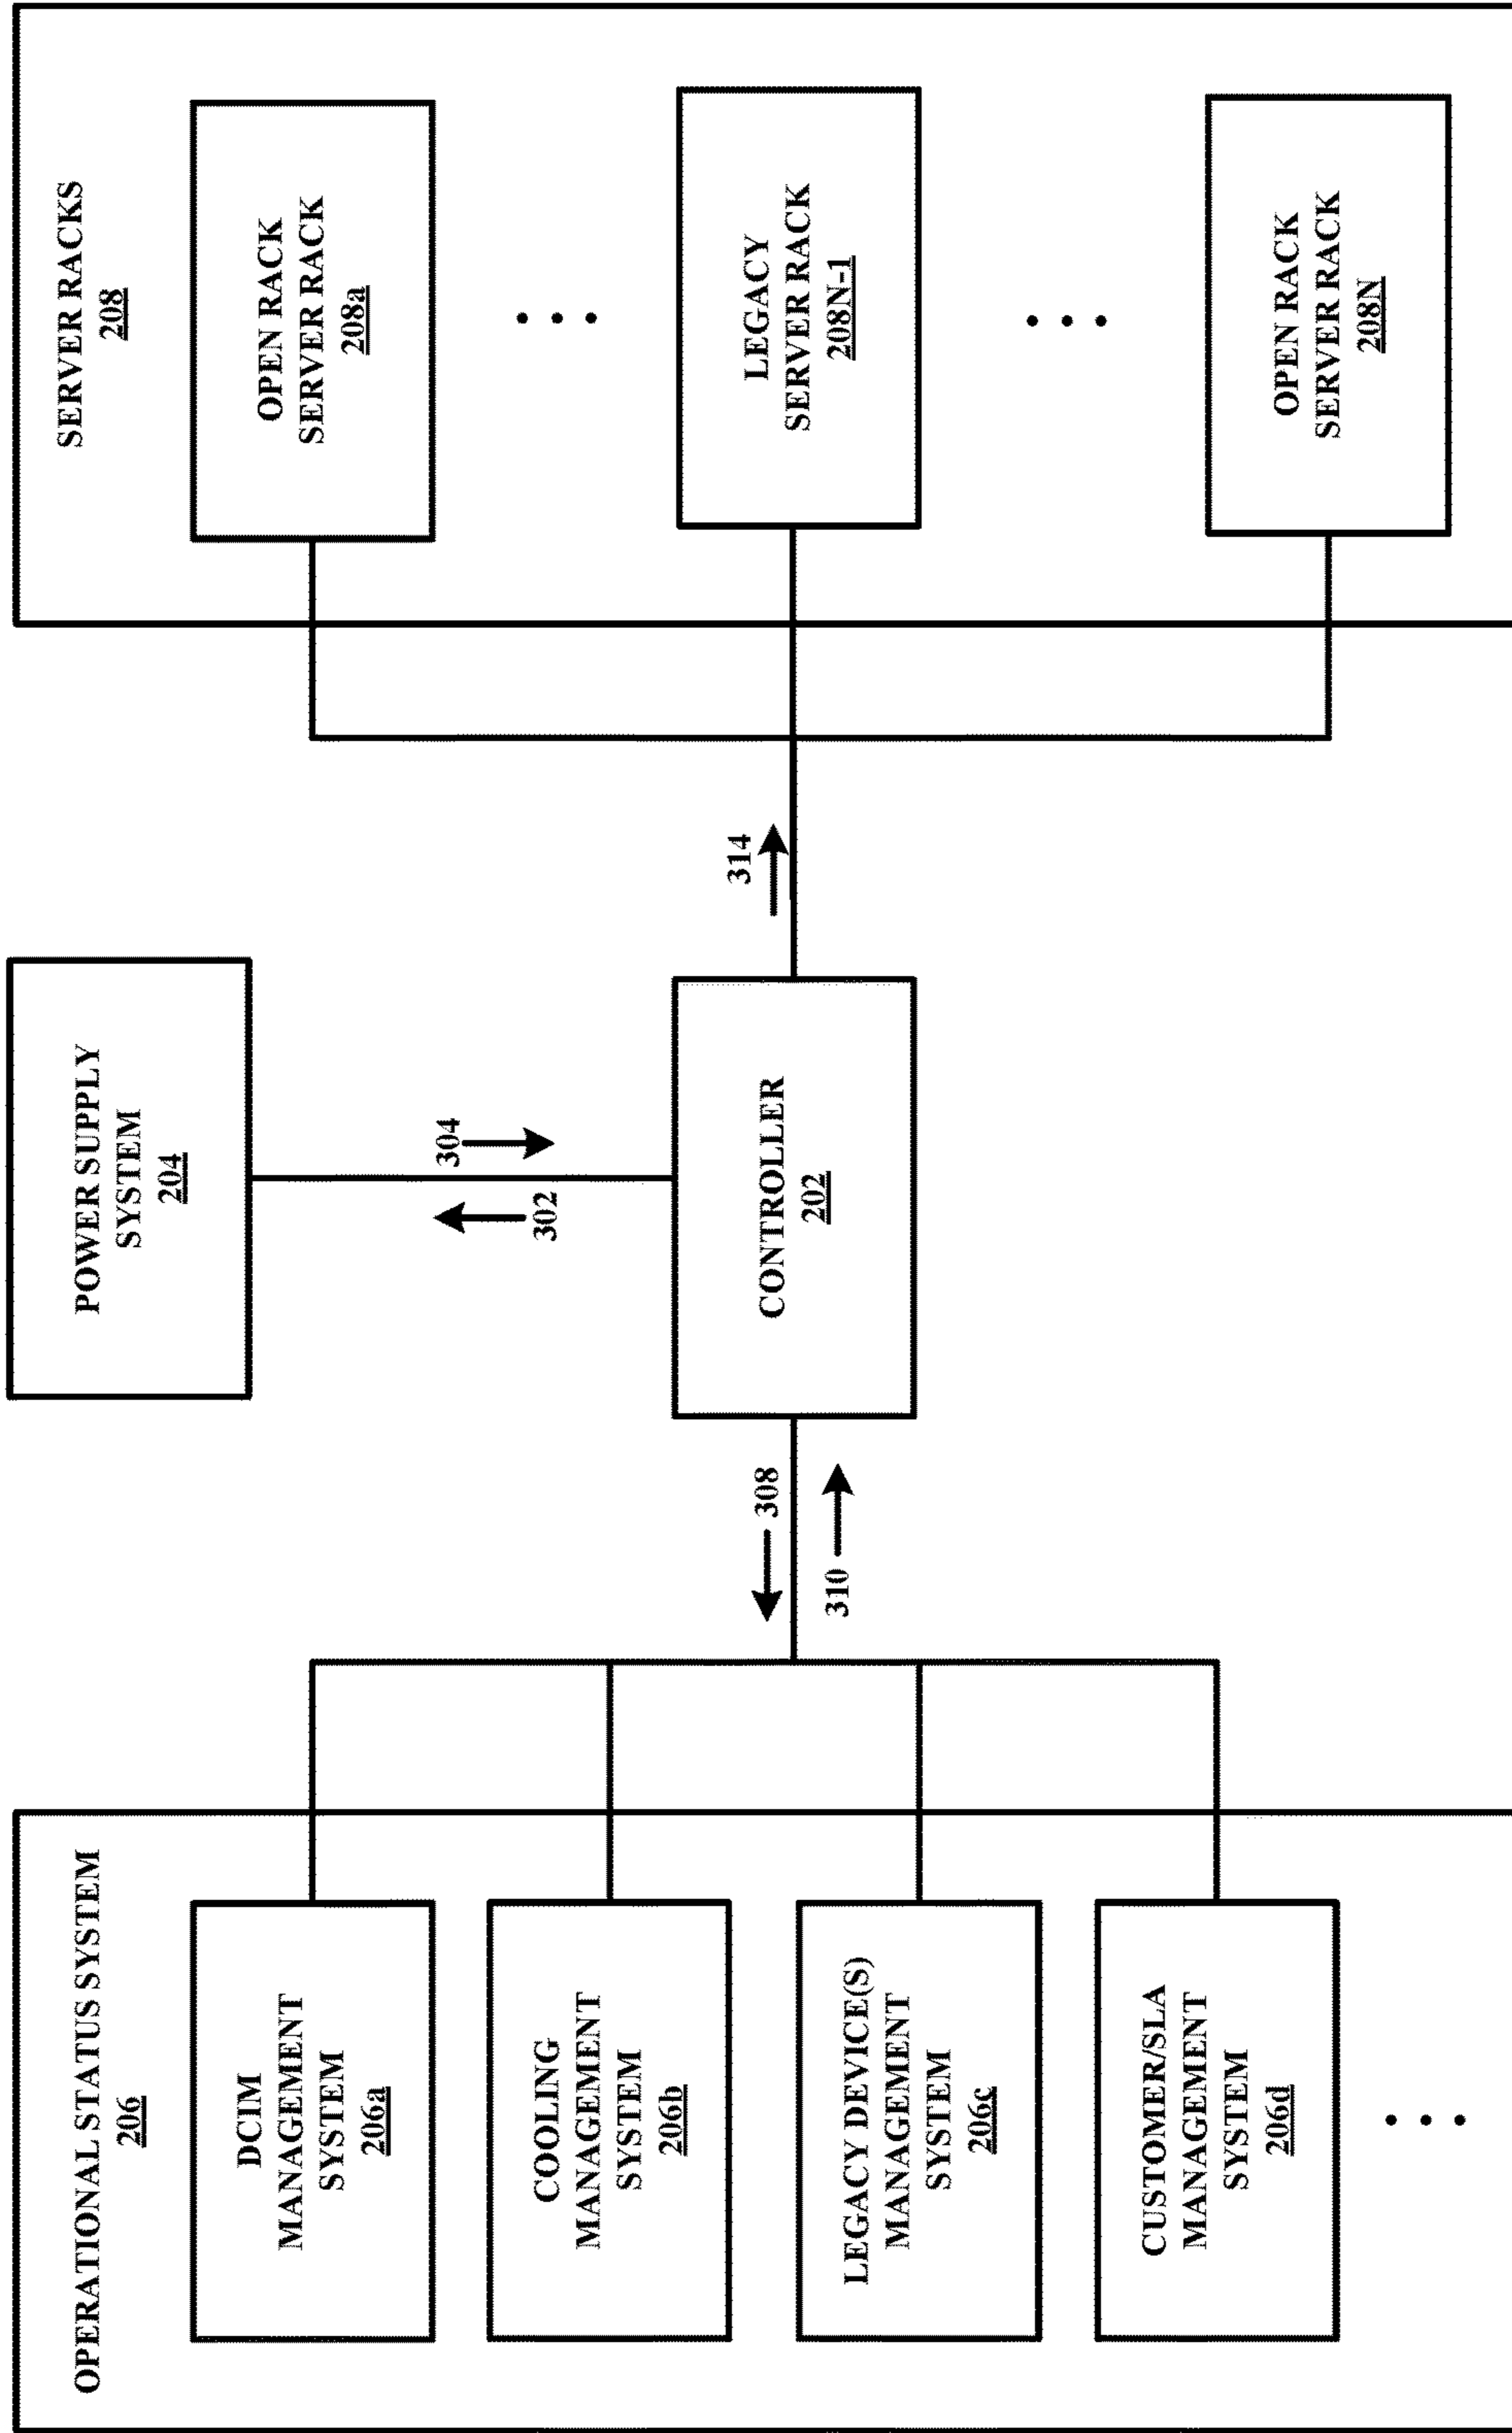 OPERATIONAL STATUS SYSTEM
206
DCIM
MANAGEMENT
SYSTEM
206a
COOLING
MANAGEMENT
SYSTEM
206b
LEGACY DEVICE(S)
MANAGEMENT
SYSTEM
206c
CUSTOMER/SLA
MANAGEMENT
SYSTEM
206d
308
310
POWER SUPPLY
SYSTEM
204
302
304
CONTROLLER
202
314
SERVER RACKS
208
OPEN RACK
SERVER RACK
208a
LEGACY
SERVER RACK
208N-1
OPEN RACK
SERVER RACK
208N